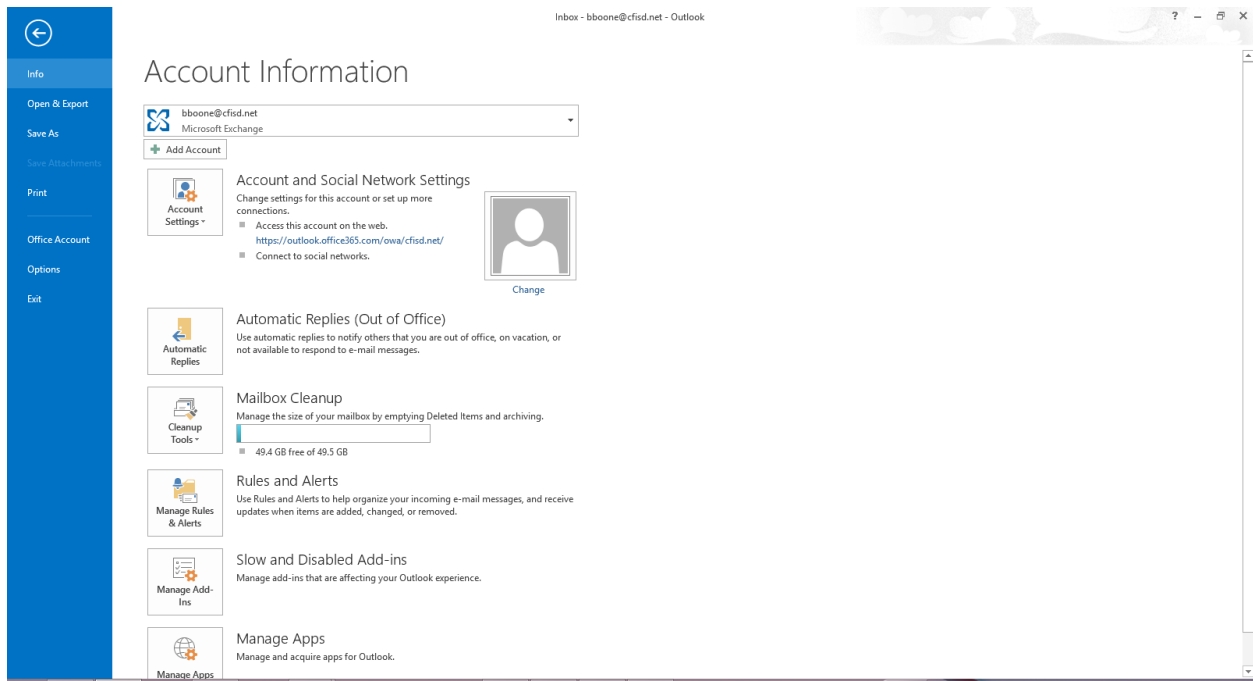 Inbox - bboone@cfisd.net - Outlook
?
Info
Open & Export
Save As
Save Attachments
Print
Office Account
Options
Exit
Account Information
bboone@cfisd.net
Microsoft Exchange
Add Account
Account
Settings
Account and Social Network Settings
Change settings for this account or set up more
connections.
Access this account on the web.
https://outlook.office365.com/owa/cfisd.net/
Connect to social networks.
Change
Automatic
Replies
Automatic Replies (Out of Office)
Use automatic replies to notify others that you are out of office, on vacation, or
not available to respond to e-mail messages.
Cleanup
Tools
Mailbox Cleanup
Manage the size of your mailbox by emptying Deleted Items and archiving.
49.4 GB free of 49.5 GB
Manage Rules
& Alerts
Rules and Alerts
Use Rules and Alerts to help organize your incoming e-mail messages, and receive
updates when items are added, changed, or removed.
Manage Add-
Ins
Slow and Disabled Add-ins
Manage add-ins that are affecting your Outlook experience.
Manage Apps
Manage Apps
Manage and acquire apps for Outlook.